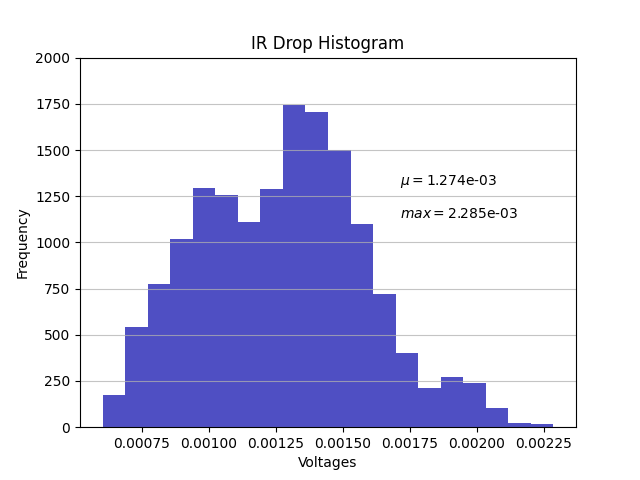 IR Drop Histogram
2000
1750
1500
1250
1000
750
500
250
0
Frequency
μ = 1.274e-03
max = 2.285e-03
0.00075 0.00100 0.00125 0.00150 0.00175 0.00200 0.00225
Voltages